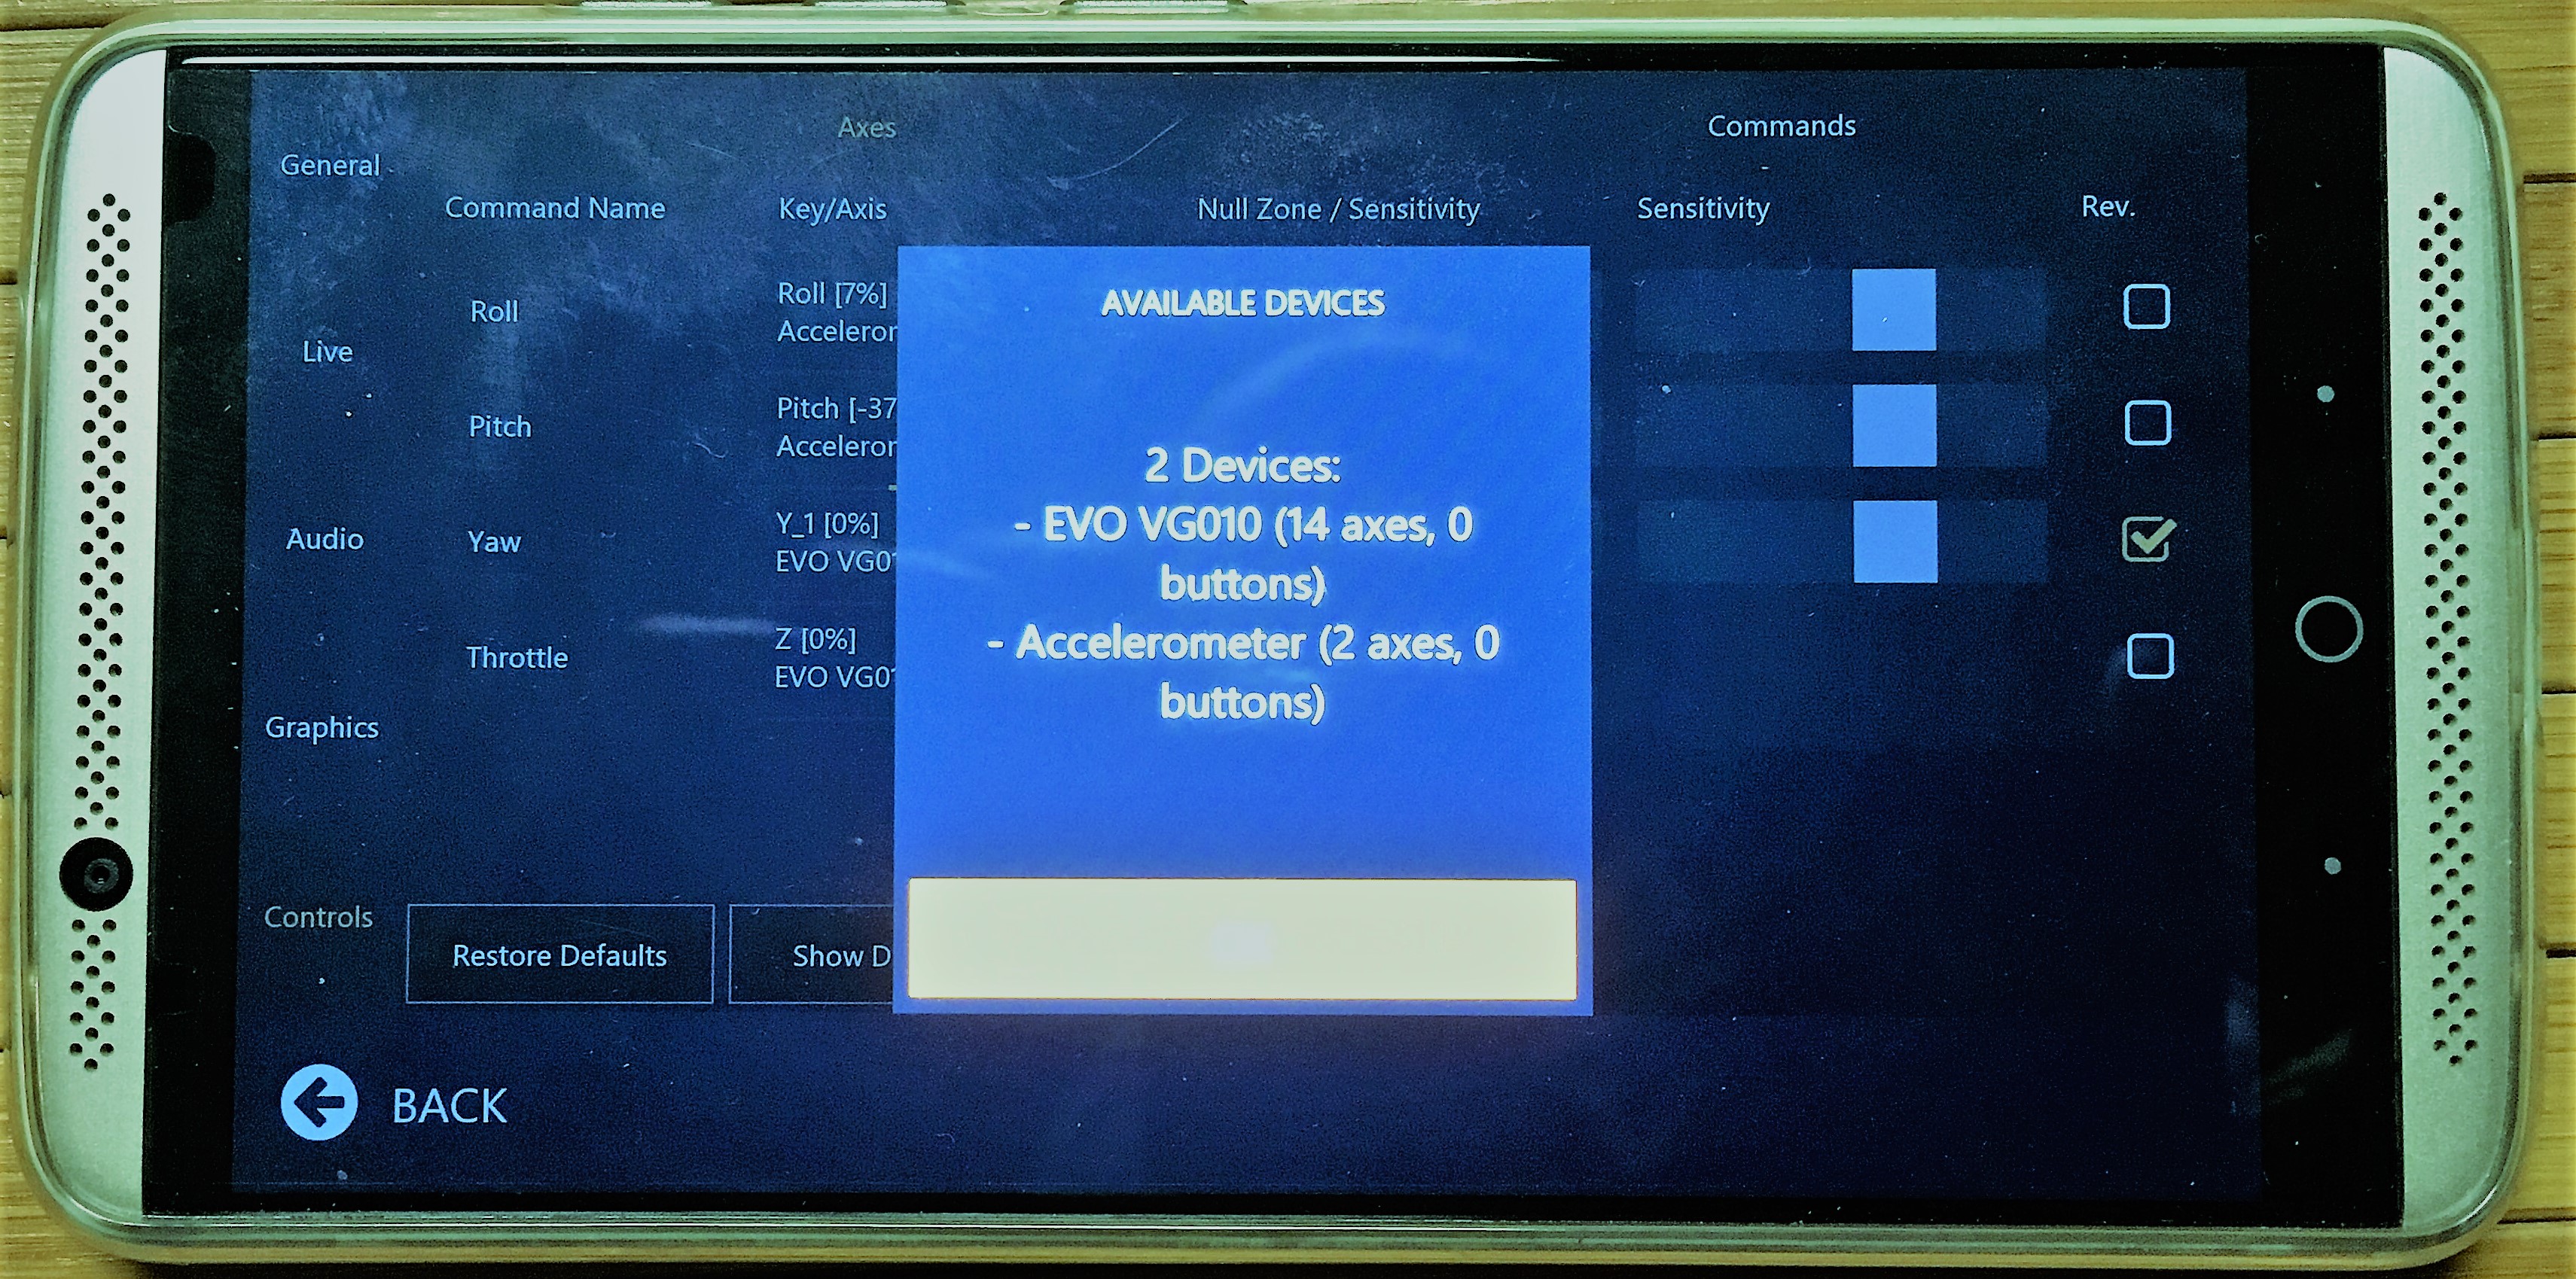 Axes
Commands
General
Command Name
Key/Axis
Null Zone / Sensitivity
Sensitivity
Rev.
Roll
Roll [7%]
Acceleror
Live
Pitch
Pitch [-37
Acceleror
Audio
Yaw
Y_1 [0%]
EVO VG01
Throttle
Z [0%]
EVO VG01
Graphics
Controls
Restore Defaults
Show D
BACK
AVAILABLE DEVICES
2 Devices:
- EVO VG010 (14 axes, 0
buttons)
- Accelerometer (2 axes, 0
buttons)